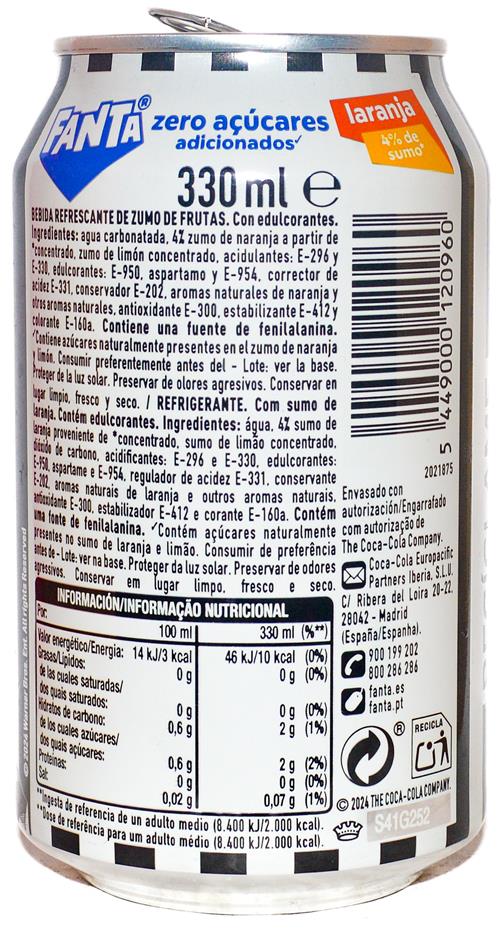 FANTA® zero açúcares
adicionados✓
laranja
4% de
sumo*
330 ml ℮
BEBIDA REFRESCANTE DE ZUMO DE FRUTAS. Con edulcorantes.
Ingredientes: agua carbonatada, 4% zumo de naranja a partir de
*concentrado, zumo de limón concentrado, acidulantes: E-296 y
E-330, edulcorantes: E-950, aspartamo y E-954, corrector de
acidez E-331, conservador E-202, aromas naturales de naranja y
otros aromas naturales, antioxidante E-300, estabilizante E-412 y
colorante E-160a. Contiene una fuente de fenilalanina.
✓Contiene azúcares naturalmente presentes en el zumo de naranja
y limón. Consumir preferentemente antes del - Lote: ver la base.
Proteger de la luz solar. Preservar de olores agresivos. Conservar en
lugar limpio, fresco y seco. / REFRIGERANTE. Com sumo de
laranja. Contém edulcorantes. Ingredientes: água, 4% sumo de
laranja proveniente de *concentrado, sumo de limão concentrado,
dióxido de carbono, acidificantes: E-296 e E-330, edulcorantes:
E-950, aspartame e E-954, regulador de acidez E-331, conservante
E-202, aromas naturais de laranja e outros aromas naturais,
antioxidante E-300, estabilizador E-412 e corante E-160a. Contém
uma fonte de fenilalanina. ✓Contém açúcares naturalmente
presentes no sumo de laranja e limão. Consumir de preferência
antes de - Lote: ver na base. Proteger da luz solar. Preservar de odores
agressivos. Conservar em lugar limpo, fresco e seco.
5 449000 120960
2021875
Envasado con
autorización/Engarrafado
com autorização de
The Coca-Cola Company.
Coca-Cola Europacific
Partners Iberia, S.L.U.
C/ Ribera del Loira 20-22.
28042 - Madrid
(España/Espanha).
900 199 202
800 286 286
fanta.es
fanta.pt
INFORMACIÓN/INFORMAÇÃO NUTRICIONAL
Por: 100 ml 330 ml (%**)
Valor energético/Energia: 14 kJ/3 kcal 46 kJ/10 kcal (0%)
Grasas/Lípidos: 0 g 0 g (0%)
de las cuales saturadas/
dos quais saturados: 0 g 0 g (0%)
Hidratos de carbono: 0,6 g 2 g (1%)
de los cuales azúcares/
dos quais açúcares: 0,6 g 2 g (2%)
Proteínas: 0 g 0 g (0%)
Sal: 0,02 g 0,07 g (1%)
**Ingesta de referencia de un adulto medio (8.400 kJ/2.000 kcal).
**Dose de referência para um adulto médio (8.400 kJ/2.000 kcal).
®
RECICLA
© 2024 THE COCA-COLA COMPANY.
S41G252
© 2024 Warner Bros. Ent. All rights Reserved